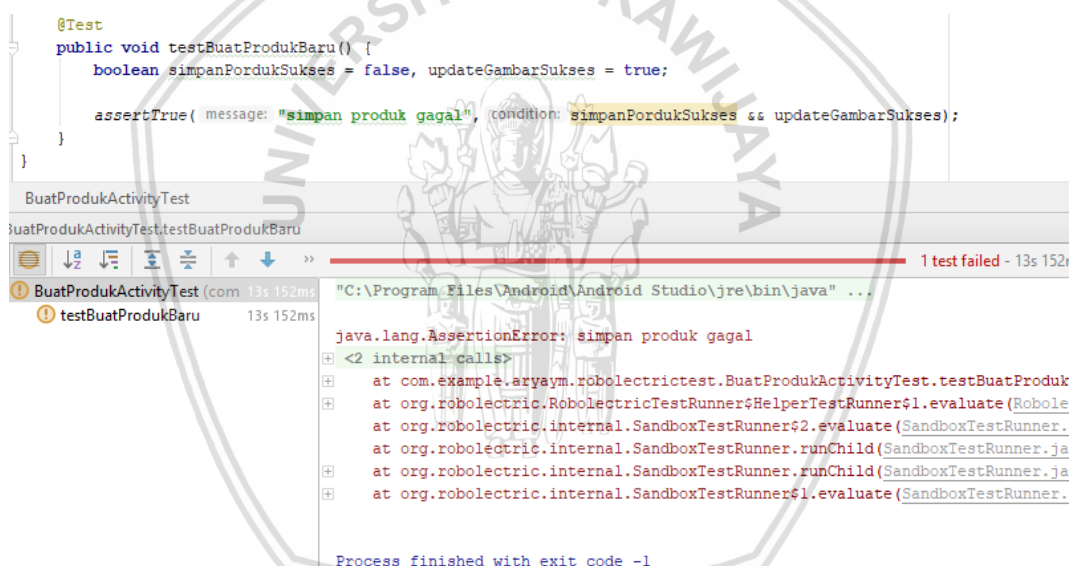 UNIVERSITAS BRAWIJAYA
@Test
public void testBuatProdukBaru() {
boolean simpanPordukSukses = false, updateGambarSukses = true;
assertTrue( message: "simpan produk gagal", condition: simpanPordukSukses && updateGambarSukses);
}
}
BuatProdukActivityTest
BuatProdukActivityTest.testBuatProdukBaru
1 test failed - 13s 152m
BuatProdukActivityTest (com 13s 152ms
testBuatProdukBaru 13s 152ms
"C:\Program Files\Android\Android Studio\jre\bin\java" ...
java.lang.AssertionError: simpan produk gagal
<2 internal calls>
at com.example.aryaym.robolectrictest.BuatProdukActivityTest.testBuatProduk
at org.robolectric.RobolectricTestRunner$HelperTestRunner$1.evaluate(Robole
at org.robolectric.internal.SandboxTestRunner$2.evaluate(SandboxTestRunner.
at org.robolectric.internal.SandboxTestRunner.runChild(SandboxTestRunner.ja
at org.robolectric.internal.SandboxTestRunner.runChild(SandboxTestRunner.ja
at org.robolectric.internal.SandboxTestRunner$1.evaluate(SandboxTestRunner.
Process finished with exit code -1